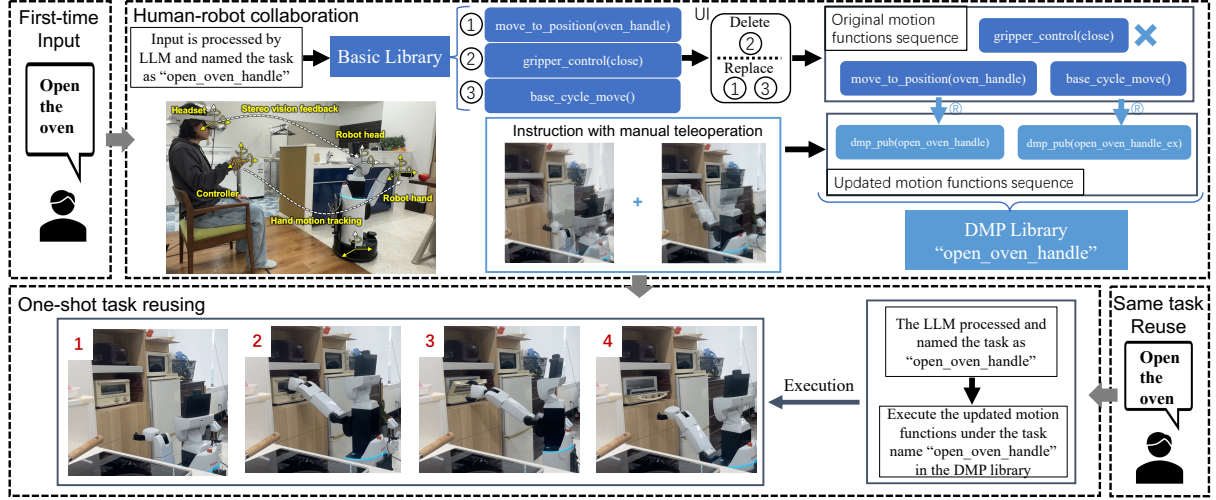 First-time
Input
Open
the
oven
Human-robot collaboration
Input is processed by
LLM and named the task
as “open_oven_handle”
Basic Library
1 move_to_position(oven_handle)
2 gripper_control(close)
3 base_cycle_move()
UI
Delete
2
Replace
1 3
Original motion
functions sequence
gripper_control(close)
move_to_position(oven_handle)
base_cycle_move()
®
®
dmp_pub(open_oven_handle)
dmp_pub(open_oven_handle_ex)
Updated motion functions sequence
DMP Library
“open_oven_handle”
Headset
Stereo vision feedback
Robot head
Controller
Robot hand
Hand motion tracking
Instruction with manual teleoperation
+
One-shot task reusing
1
2
3
4
Execution
The LLM processed and
named the task as
“open_oven_handle”
Execute the updated motion
functions under the task
name “open_oven_handle”
in the DMP library
Same task
Reuse
Open
the
oven